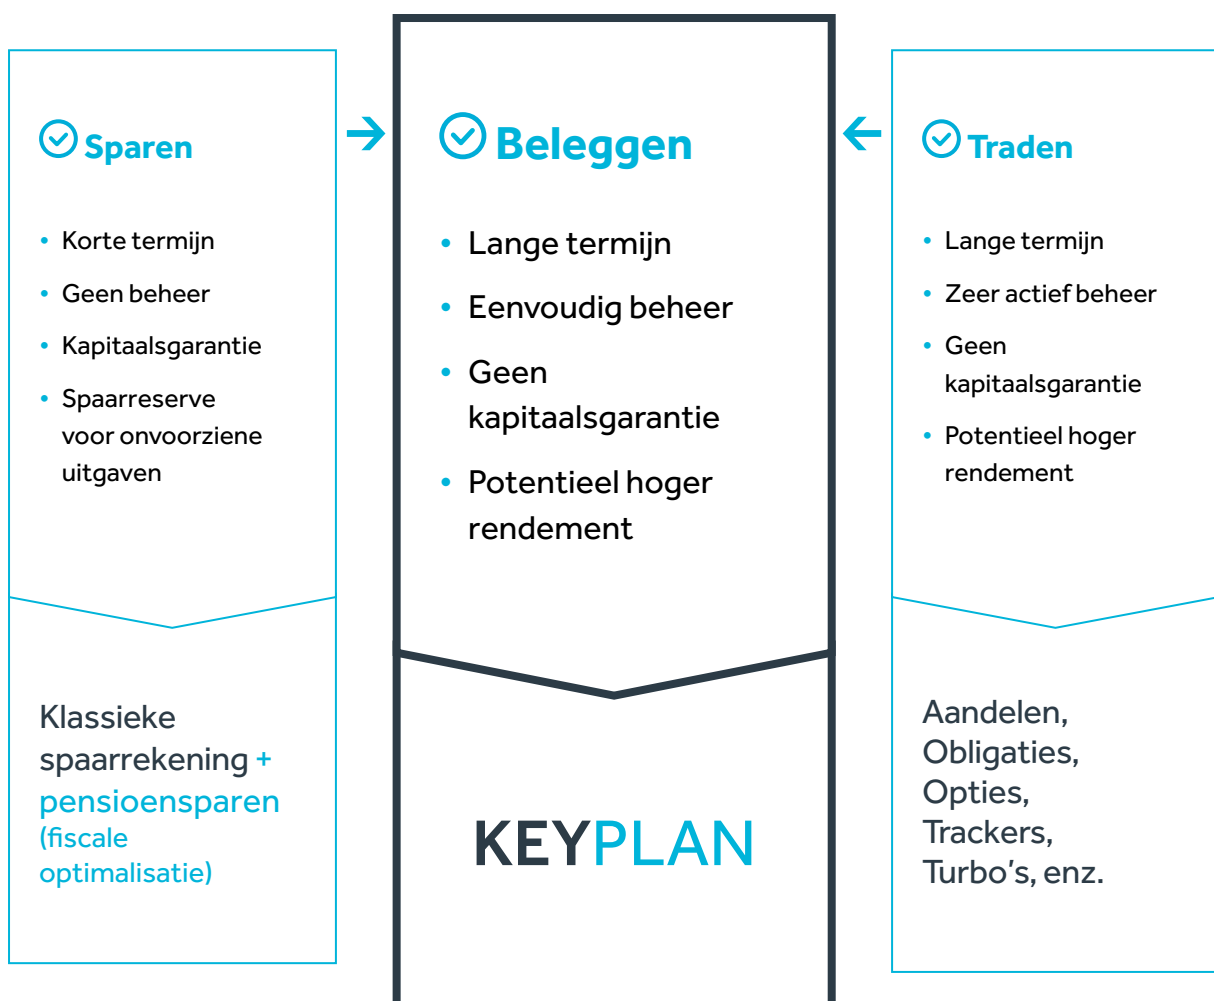 Sparen
Korte termijn
Geen beheer
Kapitaalsgarantie
Spaarreserve
voor onvoorziene
uitgaven
Klassieke
spaarrekening +
pensioensparen
(fiscale
optimalisatie)
Beleggen
Lange termijn
Eenvoudig beheer
Geen
kapitaalsgarantie
Potentieel hoger
rendement
KEYPLAN
Traden
Lange termijn
Zeer actief beheer
Geen
kapitaalsgarantie
Potentieel hoger
rendement
Aandelen,
Obligaties,
Opties,
Trackers,
Turbo's, enz.